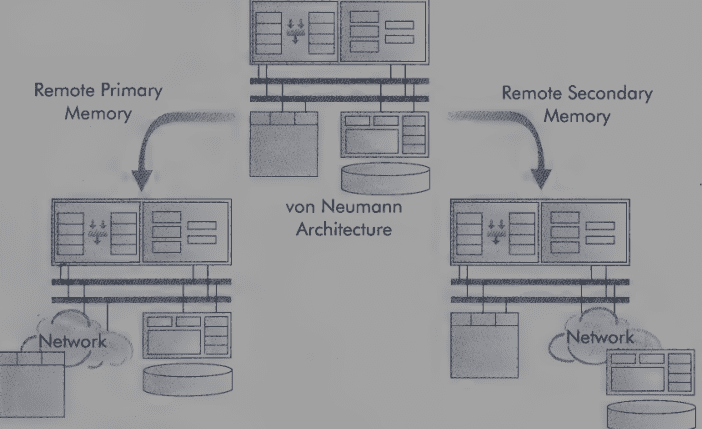 Remote Primary
Memory
Remote Secondary
Memory
von Neumann
Architecture
Network
Network